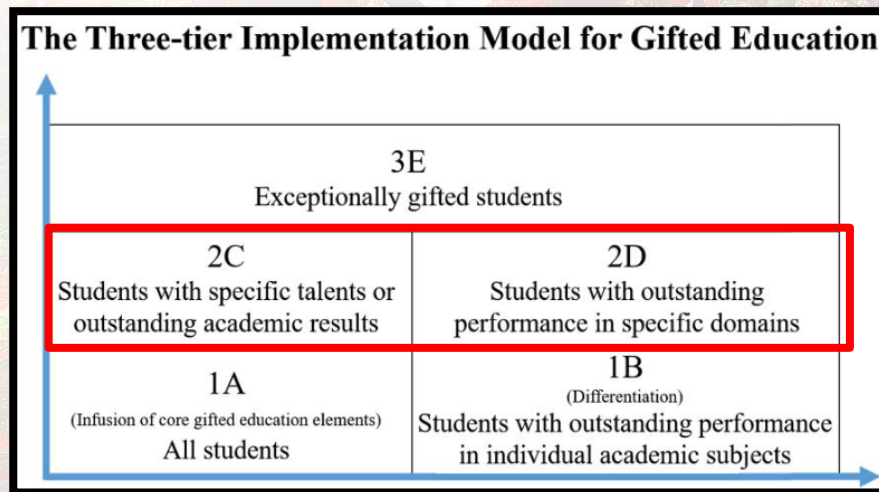 The Three-tier Implementation Model for Gifted Education
3E
Exceptionally gifted students
2C
Students with specific talents or
outstanding academic results
2D
Students with outstanding
performance in specific domains
1A
(Infusion of core gifted education elements)
All students
1B
(Differentiation)
Students with outstanding performance
in individual academic subjects